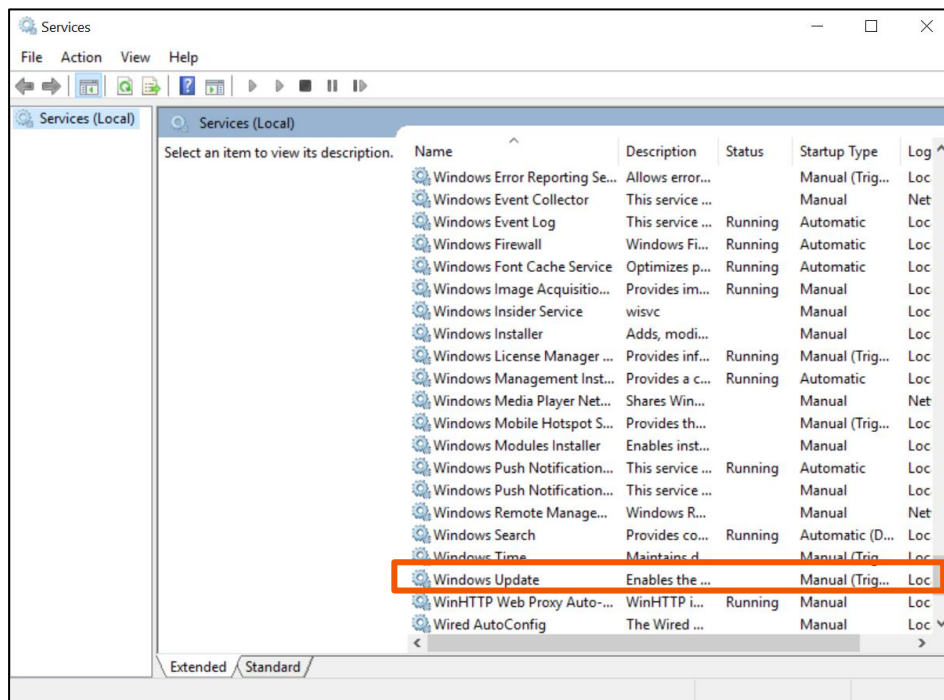 Services
File Action View Help
Services (Local)
Services (Local)
Select an item to view its description.
Name Description Status Startup Type Log
Windows Error Reporting Se... Allows error... Manual (Trig... Loc
Windows Event Collector This service ... Manual Net
Windows Event Log This service ... Running Automatic Loc
Windows Firewall Windows Fi... Running Automatic Loc
Windows Font Cache Service Optimizes p... Running Automatic Loc
Windows Image Acquisitio... Provides im... Running Manual Loc
Windows Insider Service wisvc Manual Loc
Windows Installer Adds, modi... Manual Loc
Windows License Manager ... Provides inf... Running Manual (Trig... Loc
Windows Management Inst... Provides a c... Running Automatic Loc
Windows Media Player Net... Shares Win... Manual Net
Windows Mobile Hotspot S... Provides th... Manual (Trig... Loc
Windows Modules Installer Enables inst... Manual Loc
Windows Push Notification... This service ... Running Automatic Loc
Windows Push Notification... This service ... Manual Loc
Windows Remote Manage... Windows R... Manual Net
Windows Search Provides co... Running Automatic (D... Loc
Windows Time Maintains d... Manual (Trig... Loc
Windows Update Enables the ... Manual (Trig... Loc
WinHTTP Web Proxy Auto-... WinHTTP i... Running Manual Loc
Wired AutoConfig The Wired ... Manual Loc
Extended Standard